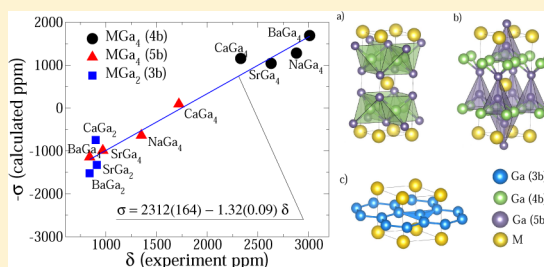 MGa₄ (4b)
MGa₄ (5b)
MGa₂ (3b)
BaGa₄
CaGa₄
SrGa₄
NaGa₄
CaGa₄
CaGa₂
NaGa₄
BaGa₄
SrGa₄
SrGa₂
BaGa₂
σ = 2312(164) − 1.32(0.09) δ
-σ (calculated ppm)
2000
1000
0
-1000
-2000
-3000
1000
1500
2000
2500
3000
δ (experiment ppm)
a)
b)
c)
Ga (3b)
Ga (4b)
Ga (5b)
M